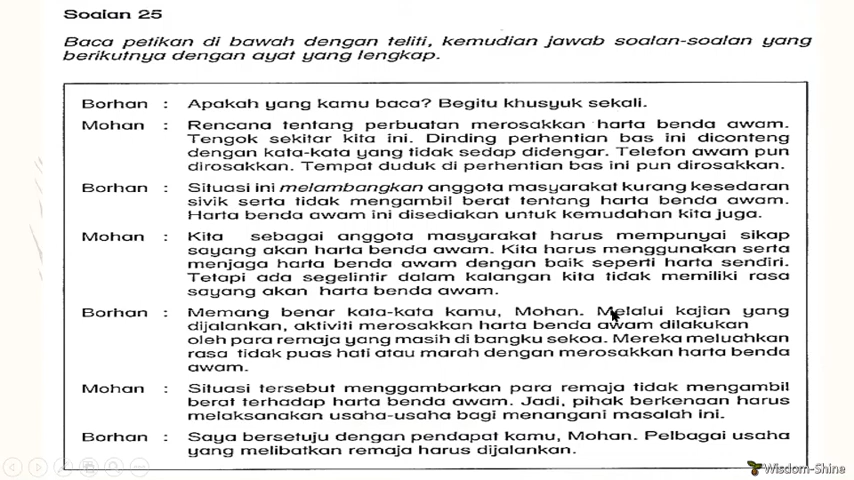 Soalan 25
Baca petikan di bawah dengan teliti, kemudian jawab soalan-soalan yang
berikutnya dengan ayat yang lengkap.
Borhan : Apakah yang kamu baca? Begitu khusyuk sekali.
Mohan : Rencana tentang perbuatan merosakkan harta benda awam.
Tengok sekitar kita ini. Dinding perhentian bas ini diconteng
dengan kata-kata yang tidak sedap didengar. Telefon awam pun
dirosakkan. Tempat duduk di perhentian bas ini pun dirosakkan.
Borhan : Situasi ini melambangkan anggota masyarakat kurang kesedaran
sivik serta tidak mengambil berat tentang harta benda awam.
Harta benda awam ini disediakan untuk kemudahan kita juga.
Mohan : Kita sebagai anggota masyarakat harus mempunyai sikap
sayang akan harta benda awam. Kita harus menggunakan serta
menjaga harta benda awam dengan baik seperti harta sendiri.
Tetapi ada segelintir dalam kalangan kita tidak memiliki rasa
sayang akan harta benda awam.
Borhan : Memang benar kata-kata kamu, Mohan. Melalui kajian yang
dijalankan, aktiviti merosakkan harta benda awam dilakukan
oleh para remaja yang masih di bangku sekoa. Mereka meluahkan
rasa tidak puas hati atau marah dengan merosakkan harta benda
awam.
Mohan : Situasi tersebut menggambarkan para remaja tidak mengambil
berat terhadap harta benda awam. Jadi, pihak berkenaan harus
melaksanakan usaha-usaha bagi menangani masalah ini.
Borhan : Saya bersetuju dengan pendapat kamu, Mohan. Pelbagai usaha
yang melibatkan remaja harus dijalankan.
Wisdom-Shine